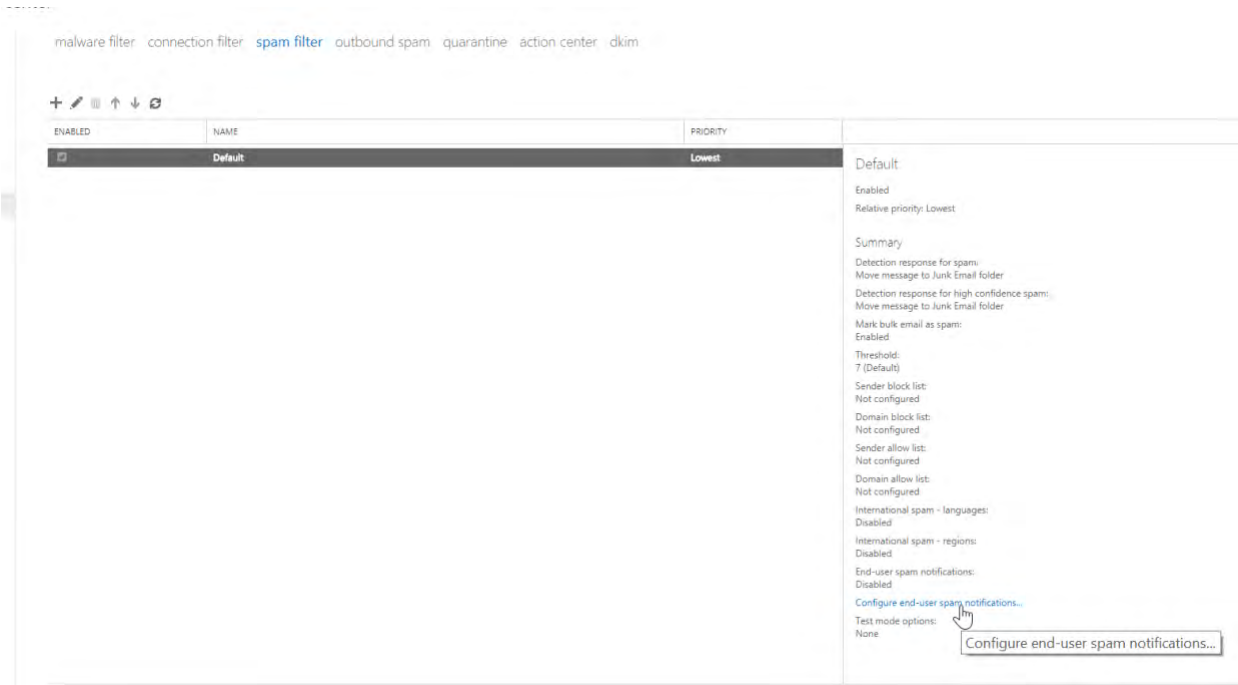 malware filter connection filter spam filter outbound spam quarantine action center dkim
ENABLED NAME PRIORITY
Default Lowest
Default
Enabled
Relative priority: Lowest
Summary
Detection response for spam:
Move message to Junk Email folder
Detection response for high confidence spam:
Move message to Junk Email folder
Mark bulk email as spam:
Enabled
Threshold:
7 (Default)
Sender block list:
Not configured
Domain block list:
Not configured
Sender allow list:
Not configured
Domain allow list:
Not configured
International spam - languages:
Disabled
International spam - regions:
Disabled
End-user spam notifications:
Disabled
Configure end-user spam notifications...
Test mode options:
None
Configure end-user spam notifications...